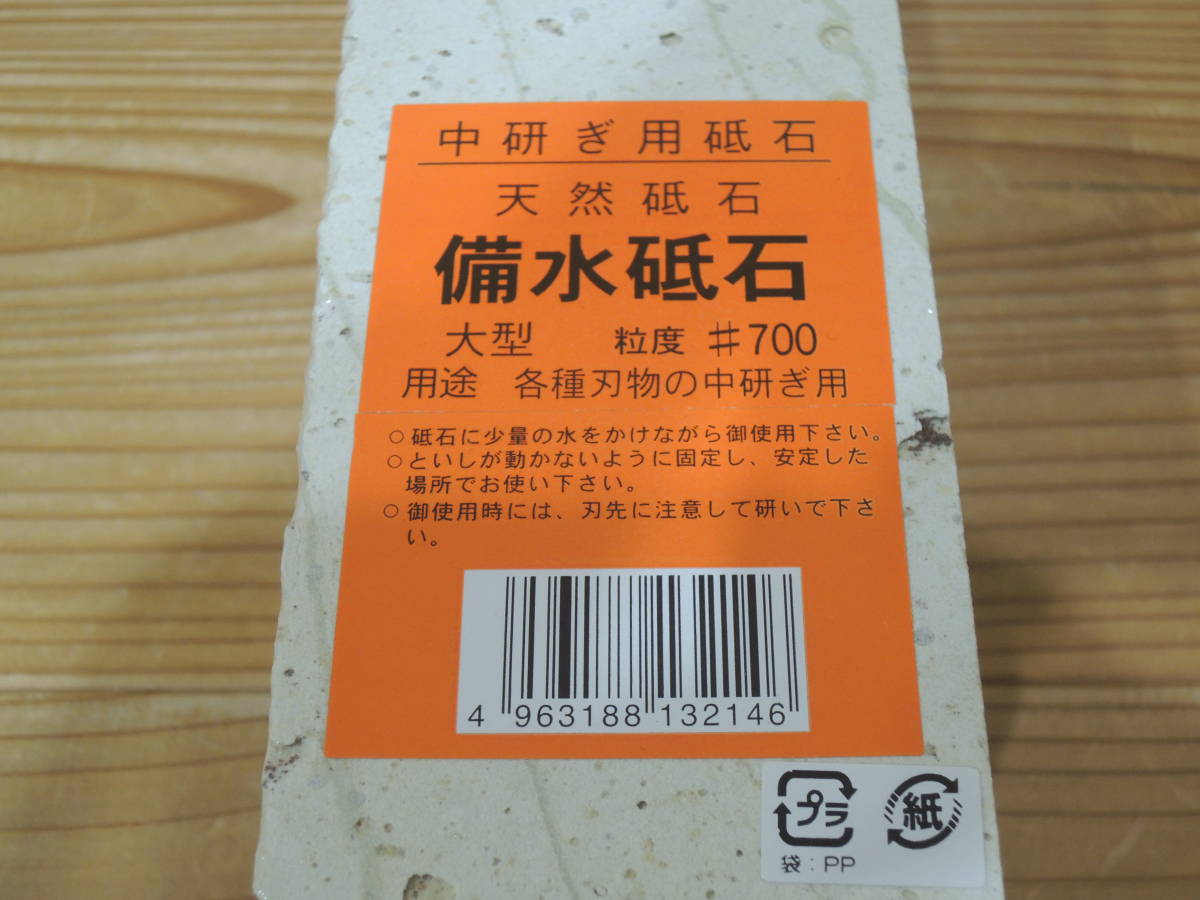 中研ぎ用砥石
天然砥石
備水砥石
大型 粒度 #700
用途 各種刃物の中研ぎ用
○砥石に少量の水をかけながら御使用下さい。
○といしが動かないように固定し、安定した
場所でお使い下さい。
○御使用時には、刃先に注意して研いで下さ
い。
4 963188 132146
プラ 紙
袋:PP